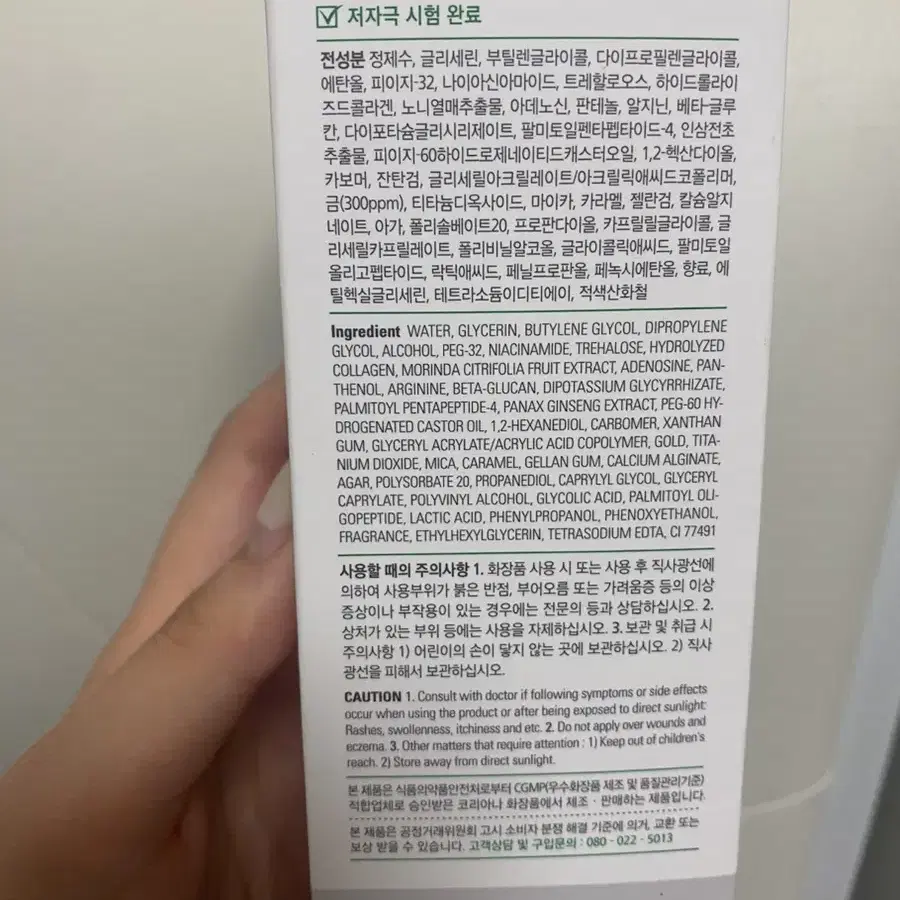 저자극 시험 완료
전성분 정제수, 글리세린, 부틸렌글라이콜, 다이프로필렌글라이콜,
에탄올, 피이지-32, 나이아신아마이드, 트레할로오스, 하이드롤라이
즈드콜라겐, 노니열매추출물, 아데노신, 판테놀, 알지닌, 베타-글루
칸, 다이포타슘글리시리제이트, 팔미토일펜타펩타이드-4, 인삼전초
추출물, 피이지-60하이드로제네이티드캐스터오일, 1,2-헥산다이올,
카보머, 잔탄검, 글리세릴아크릴레이트/아크릴릭애씨드코폴리머,
금(300ppm), 티타늄디옥사이드, 마이카, 카라멜, 젤란검, 칼슘알지
네이트, 아가, 폴리솔베이트20, 프로판다이올, 카프릴릴글라이콜, 글
리세릴카프릴레이트, 폴리비닐알코올, 글라이콜릭애씨드, 팔미토일
올리고펩타이드, 락틱애씨드, 페닐프로판올, 페녹시에탄올, 향료, 에
틸헥실글리세린, 테트라소듐이디티에이, 적색산화철
Ingredient WATER, GLYCERIN, BUTYLENE GLYCOL, DIPROPYLENE
GLYCOL, ALCOHOL, PEG-32, NIACINAMIDE, TREHALOSE, HYDROLYZED
COLLAGEN, MORINDA CITRIFOLIA FRUIT EXTRACT, ADENOSINE, PAN-
THENOL, ARGININE, BETA-GLUCAN, DIPOTASSIUM GLYCYRRHIZATE,
PALMITOYL PENTAPEPTIDE-4, PANAX GINSENG EXTRACT, PEG-60 HY-
DROGENATED CASTOR OIL, 1,2-HEXANEDIOL, CARBOMER, XANTHAN
GUM, GLYCERYL ACRYLATE/ACRYLIC ACID COPOLYMER, GOLD, TITA-
NIUM DIOXIDE, MICA, CARAMEL, GELLAN GUM, CALCIUM ALGINATE,
AGAR, POLYSORBATE 20, PROPANEDIOL, CAPRYLYL GLYCOL, GLYCERYL
CAPRYLATE, POLYVINYL ALCOHOL, GLYCOLIC ACID, PALMITOYL OLI-
GOPEPTIDE, LACTIC ACID, PHENYLPROPANOL, PHENOXYETHANOL,
FRAGRANCE, ETHYLHEXYLGLYCERIN, TETRASODIUM EDTA, CI 77491
사용할 때의 주의사항 1. 화장품 사용 시 또는 사용 후 직사광선에
의하여 사용부위가 붉은 반점, 부어오름 또는 가려움증 등의 이상
증상이나 부작용이 있는 경우에는 전문의 등과 상담하십시오. 2.
상처가 있는 부위 등에는 사용을 자제하십시오. 3. 보관 및 취급 시
주의사항 1) 어린이의 손이 닿지 않는 곳에 보관하십시오. 2) 직사
광선을 피해서 보관하십시오.
CAUTION 1. Consult with doctor if following symptoms or side effects
occur when using the product or after being exposed to direct sunlight:
Rashes, swollenness, itchiness and etc. 2. Do not apply over wounds and
eczema. 3. Other matters that require attention : 1) Keep out of children's
reach. 2) Store away from direct sunlight.
본 제품은 식품의약품안전처로부터 CGMP(우수화장품 제조 및 품질관리기준)
적합업체로 승인받은 코리아나 화장품에서 제조 · 판매하는 제품입니다.
본 제품은 공정거래위원회 고시 소비자 분쟁 해결 기준에 의거, 교환 또는
보상 받을 수 있습니다. 고객상담 및 구입문의 : 080 - 022 - 5013